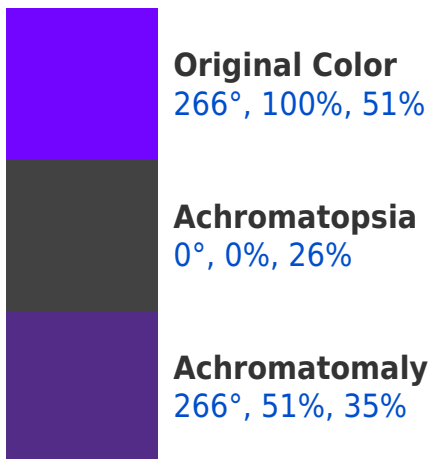 Original Color
266°, 100%, 51%
Achromatopsia
0°, 0%, 26%
Achromatomaly
266°, 51%, 35%